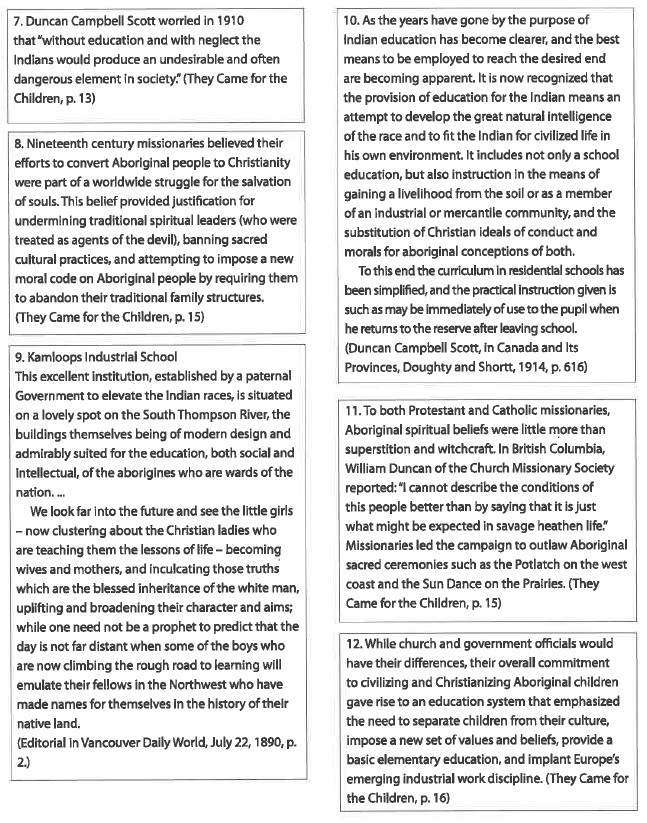 7. Duncan Campbell Scott worried in 1910
that "without education and with neglect the
Indians would produce an undesirable and often
dangerous element in society." (They Came for the
Children, p. 13)
8. Nineteenth century missionaries believed their
efforts to convert Aboriginal people to Christianity
were part of a worldwide struggle for the salvation
of souls. This belief provided justification for
undermining traditional spiritual leaders (who were
treated as agents of the devil), banning sacred
cultural practices, and attempting to impose a new
moral code on Aboriginal people by requiring them
to abandon their traditional family structures.
(They Came for the Children, p. 15)
9. Kamloops Industrial School
This excellent institution, established by a paternal
Government to elevate the Indian races, is situated
on a lovely spot on the South Thompson River, the
buildings themselves being of modern design and
admirably suited for the education, both social and
intellectual, of the aborigines who are wards of the
nation. ...
We look far into the future and see the little girls
– now clustering about the Christian ladies who
are teaching them the lessons of life – becoming
wives and mothers, and inculcating those truths
which are the blessed inheritance of the white man,
uplifting and broadening their character and aims;
while one need not be a prophet to predict that the
day is not far distant when some of the boys who
are now climbing the rough road to learning will
emulate their fellows in the Northwest who have
made names for themselves in the history of their
native land.
(Editorial in Vancouver Daily World, July 22, 1890, p.
2.)
10. As the years have gone by the purpose of
Indian education has become clearer, and the best
means to be employed to reach the desired end
are becoming apparent. It is now recognized that
the provision of education for the Indian means an
attempt to develop the great natural intelligence
of the race and to fit the Indian for civilized life in
his own environment. It includes not only a school
education, but also instruction in the means of
gaining a livelihood from the soil or as a member
of an industrial or mercantile community, and the
substitution of Christian ideals of conduct and
morals for aboriginal conceptions of both.
To this end the curriculum in residential schools has
been simplified, and the practical instruction given is
such as may be immediately of use to the pupil when
he returns to the reserve after leaving school.
(Duncan Campbell Scott, in Canada and Its
Provinces, Doughty and Shortt, 1914, p. 616)
11. To both Protestant and Catholic missionaries,
Aboriginal spiritual beliefs were little more than
superstition and witchcraft. In British Columbia,
William Duncan of the Church Missionary Society
reported: "I cannot describe the conditions of
this people better than by saying that it is just
what might be expected in savage heathen life."
Missionaries led the campaign to outlaw Aboriginal
sacred ceremonies such as the Potlatch on the west
coast and the Sun Dance on the Prairies. (They
Came for the Children, p. 15)
12. While church and government officials would
have their differences, their overall commitment
to civilizing and Christianizing Aboriginal children
gave rise to an education system that emphasized
the need to separate children from their culture,
impose a new set of values and beliefs, provide a
basic elementary education, and implant Europe's
emerging industrial work discipline. (They Came for
the Children, p. 16)